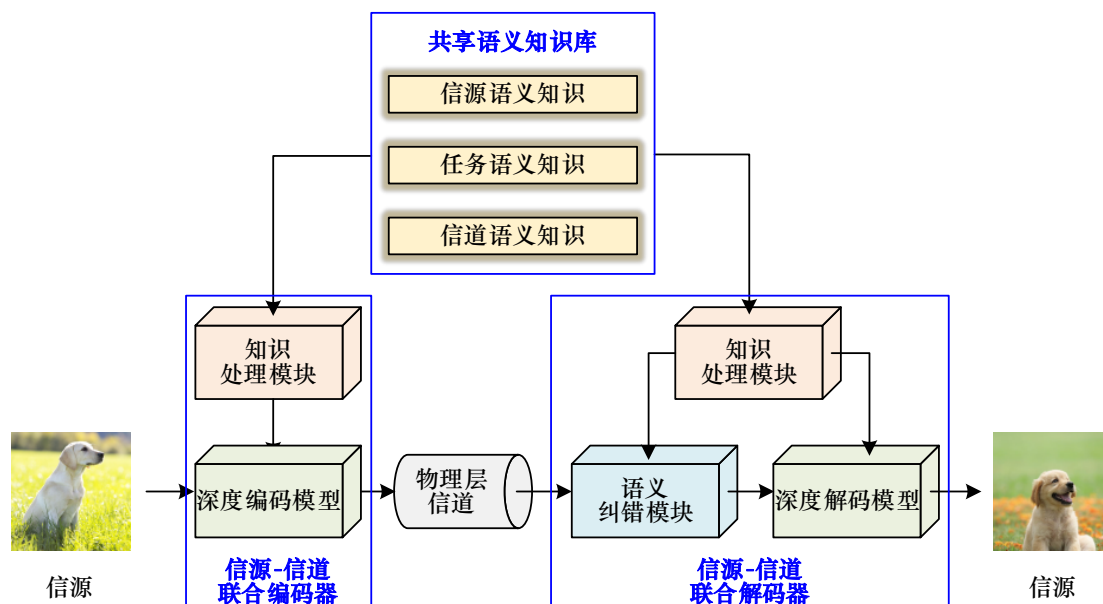 共享语义知识库
信源语义知识
任务语义知识
信道语义知识
知识
处理模块
知识
处理模块
深度编码模型
物理层
信道
语义
纠错模块
深度解码模型
信源
信源-信道
联合编码器
信源-信道
联合解码器
信源